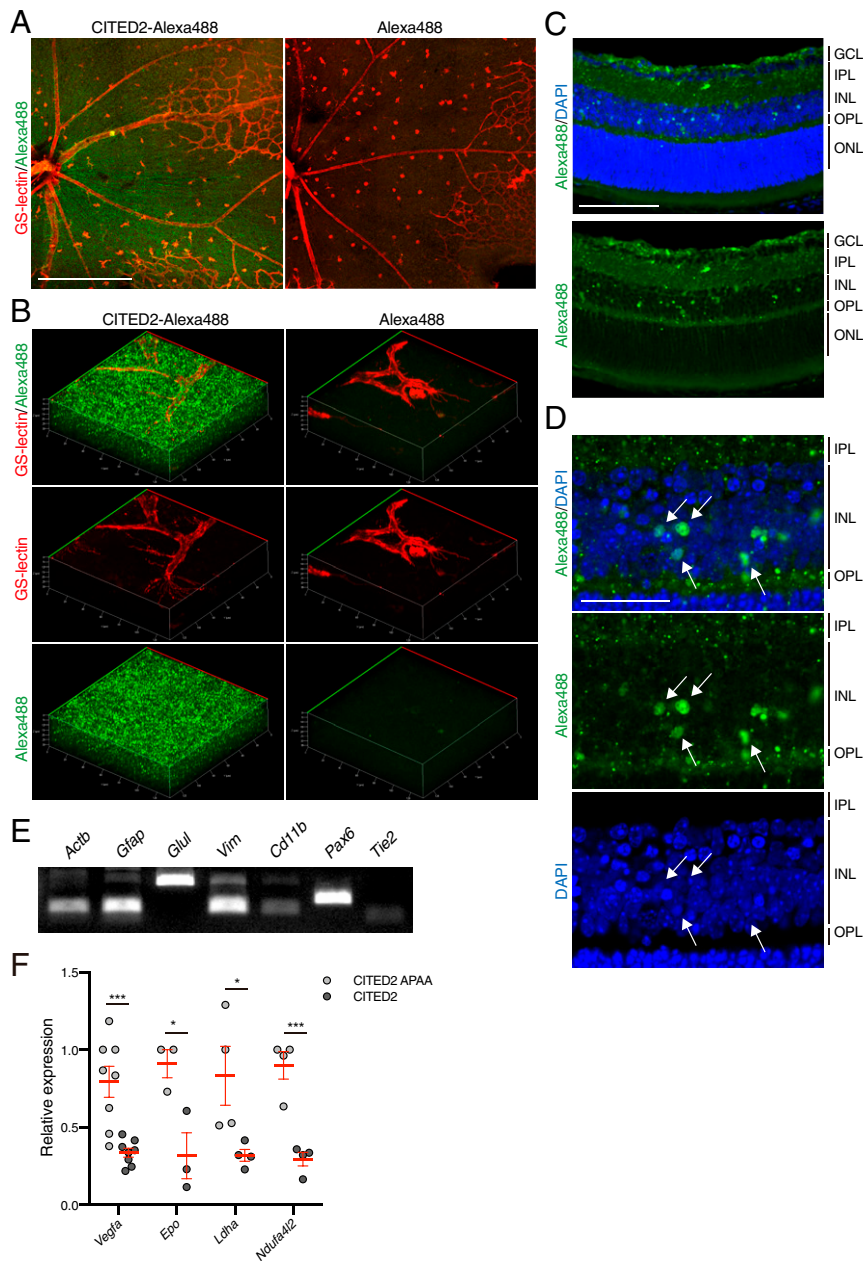 A
CITED2-Alexa488
Alexa488
GS-lectin/Alexa488
B
CITED2-Alexa488
Alexa488
GS-lectin/Alexa488
GS-lectin
Alexa488
C
Alexa488/DAPI
GCL
IPL
INL
OPL
ONL
Alexa488
GCL
IPL
INL
OPL
ONL
D
Alexa488/DAPI
IPL
INL
OPL
Alexa488
IPL
INL
OPL
DAPI
IPL
INL
OPL
E
Actb
Gfap
Glul
Vim
Cd11b
Pax6
Tie2
F
Relative expression
1.5
1.0
0.5
0.0
***
*
*
***
CITED2 APAA
CITED2
Vegfa
Epo
Ldha
Ndufa4l2